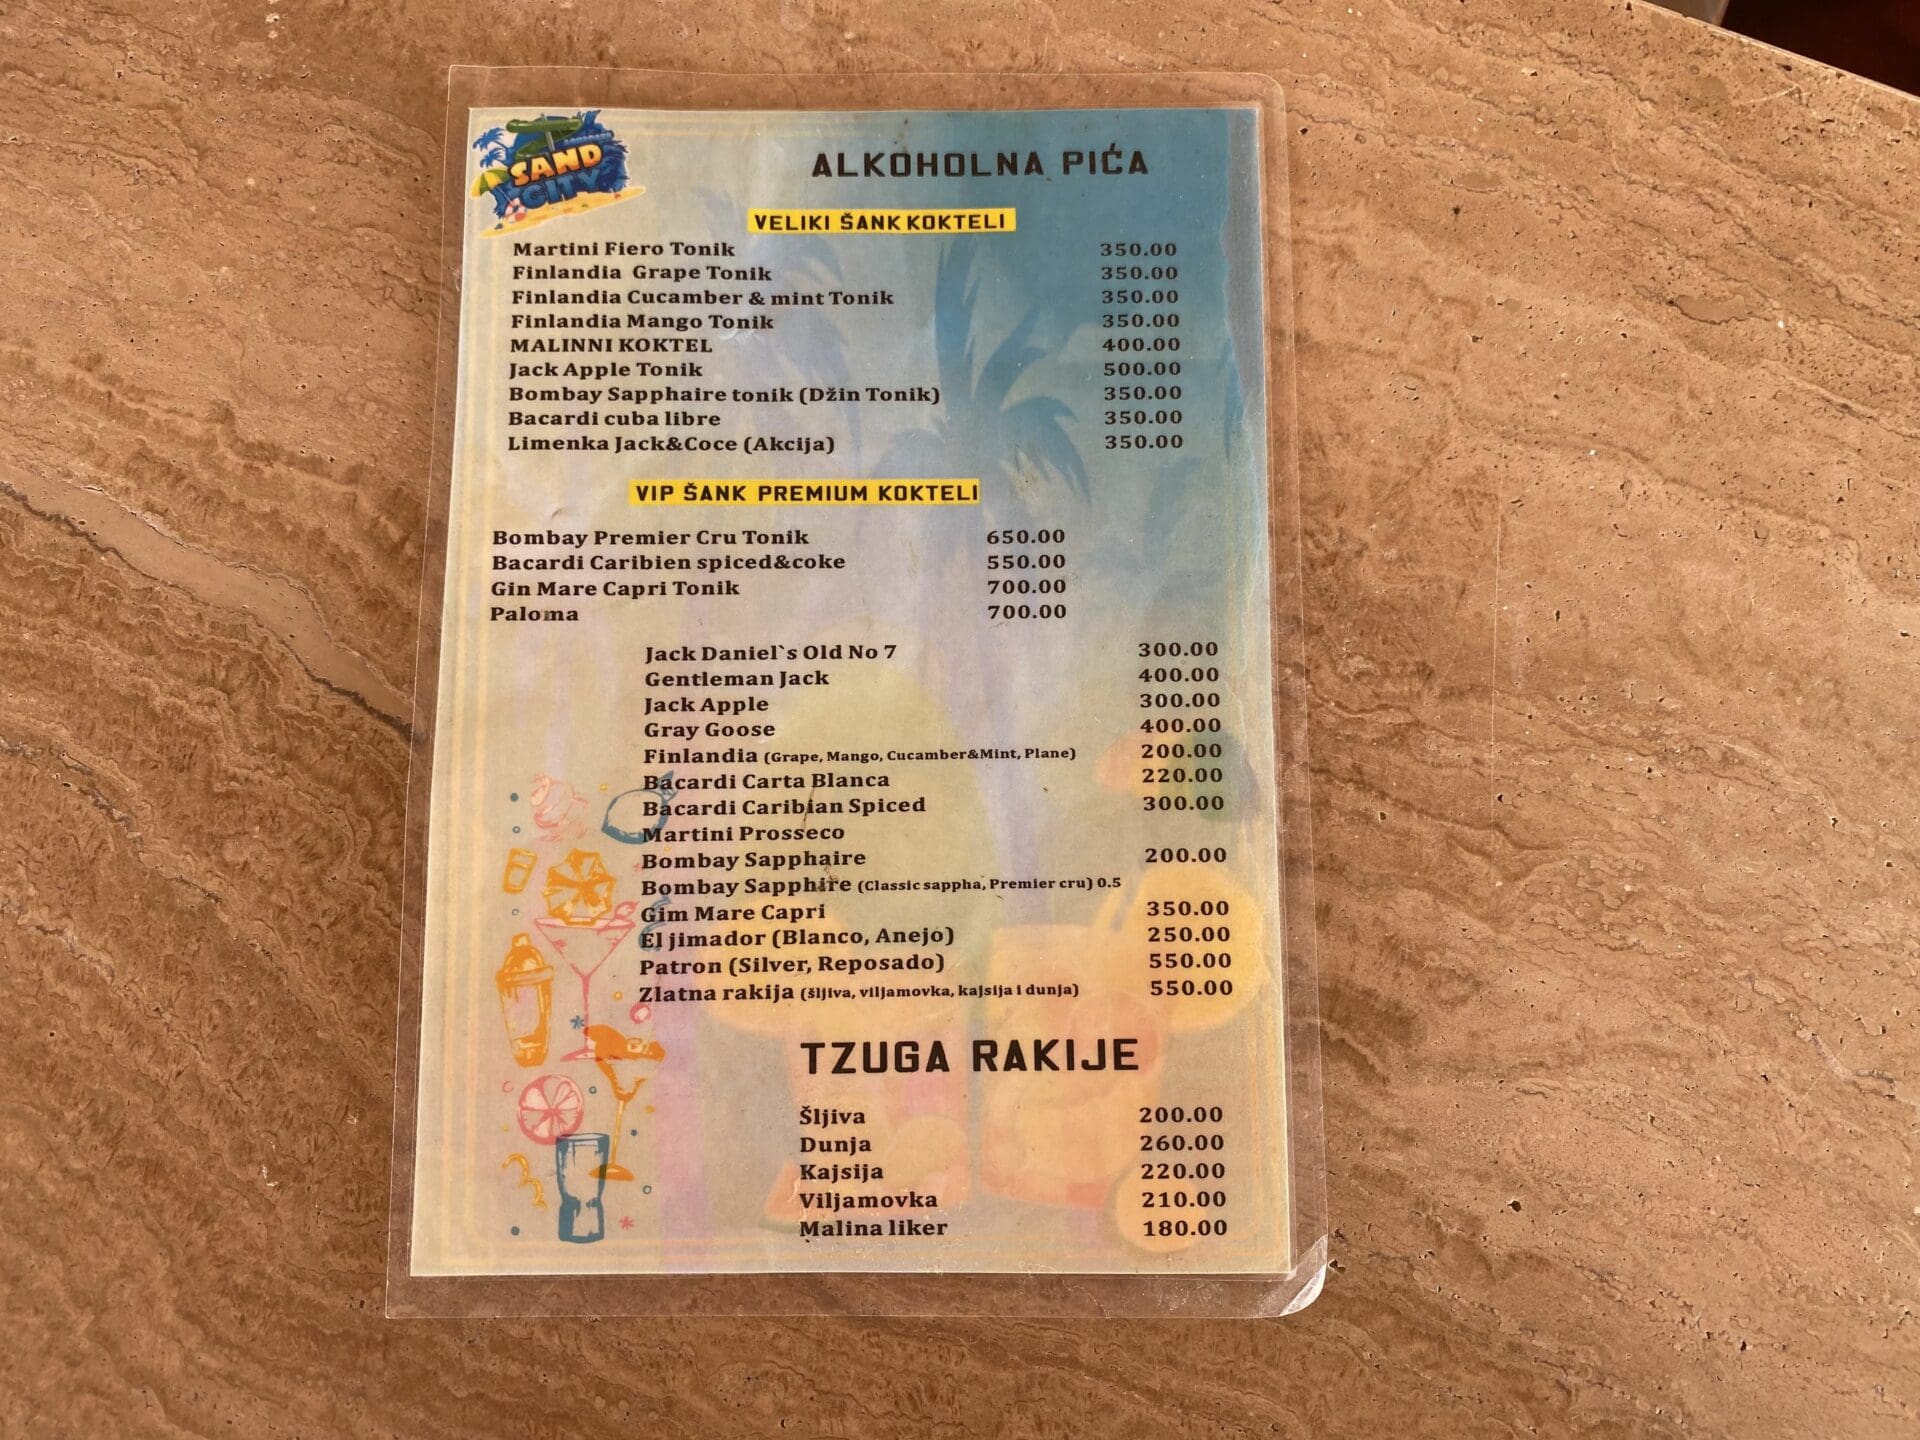 AQUAPARK
SAND
CITY
ALKOHOLNA PIĆA
VELIKI ŠANK KOKTELI
Martini Fiero Tonik 350.00
Finlandia Grape Tonik 350.00
Finlandia Cucamber & mint Tonik 350.00
Finlandia Mango Tonik 350.00
MALINNI KOKTEL 400.00
Jack Apple Tonik 500.00
Bombay Sapphaire tonik (Džin Tonik) 350.00
Bacardi cuba libre 350.00
Limenka Jack&Coce (Akcija) 350.00
VIP ŠANK PREMIUM KOKTELI
Bombay Premier Cru Tonik 650.00
Bacardi Caribien spiced&coke 550.00
Gin Mare Capri Tonik 700.00
Paloma 700.00
Jack Daniel`s Old No 7 300.00
Gentleman Jack 400.00
Jack Apple 300.00
Gray Goose 400.00
Finlandia (Grape, Mango, Cucamber&Mint, Plane) 200.00
Bacardi Carta Blanca 220.00
Bacardi Caribian Spiced 300.00
Martini Prosseco
Bombay Sapphaire 200.00
Bombay Sapphire (Classic sappha, Premier cru) 0.5
Gim Mare Capri 350.00
El jimador (Blanco, Anejo) 250.00
Patron (Silver, Reposado) 550.00
Zlatna rakija (šljiva, viljamovka, kajsija i dunja) 550.00
TZUGA RAKIJE
Šljiva 200.00
Dunja 260.00
Kajsija 220.00
Viljamovka 210.00
Malina liker 180.00